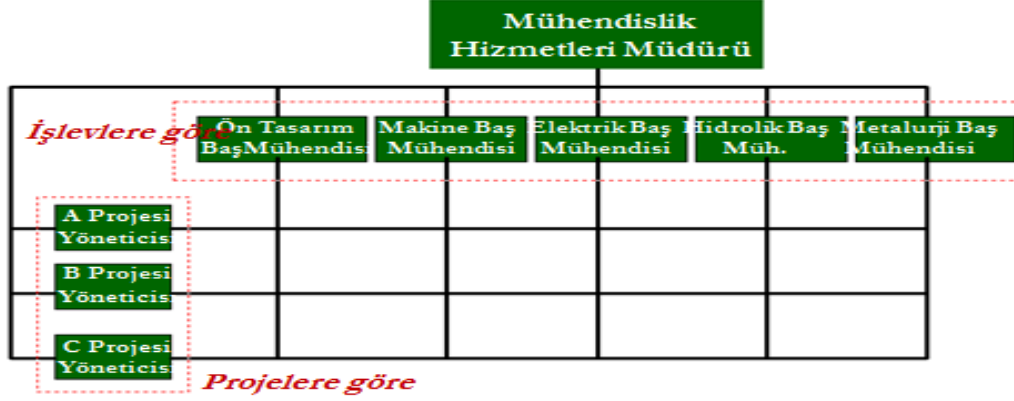 Mühendislik
Hizmetleri Müdürü
İşlevlere göre
Ön Tasarım
BaşMühendisi
Makine Baş
Mühendisi
Elektrik Baş
Mühendisi
Hidrolik Baş
Müh.
Metalurji Baş
Mühendisi
A Projesi
Yöneticisi
B Projesi
Yöneticisi
C Projesi
Yöneticisi
Projelere göre